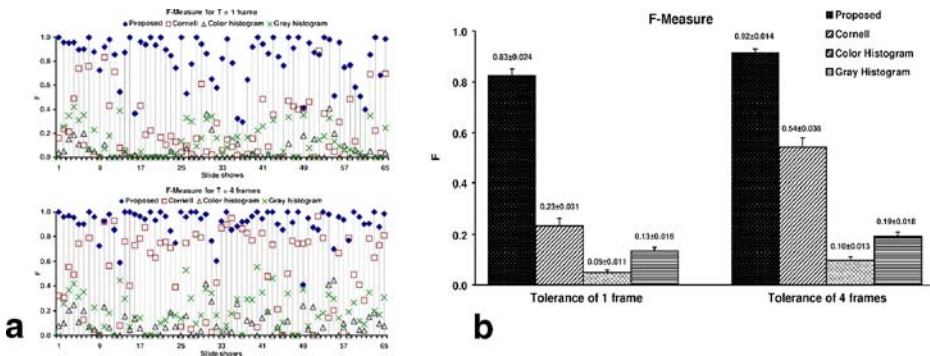 F-Measure for T = 1 frame
Proposed Cornell Color histogram Gray histogram
1.0
0.8
0.6
0.4
0.2
0.0
F
1 9 17 25 33 41 49 57 65
Slide shows
F-Measure for T = 4 frames
Proposed Cornell Color histogram Gray histogram
1.0
0.8
0.6
0.4
0.2
0.0
F
1 9 17 25 33 41 49 57 65
Slide shows
a
F-Measure
Proposed
Cornell
Color Histogram
Gray Histogram
1.0
0.8
0.6
0.4
0.2
0.0
F
0.83±0.024
0.23±0.031
0.05±0.011
0.13±0.016
0.92±0.014
0.54±0.036
0.10±0.013
0.19±0.018
Tolerance of 1 frame
Tolerance of 4 frames
b